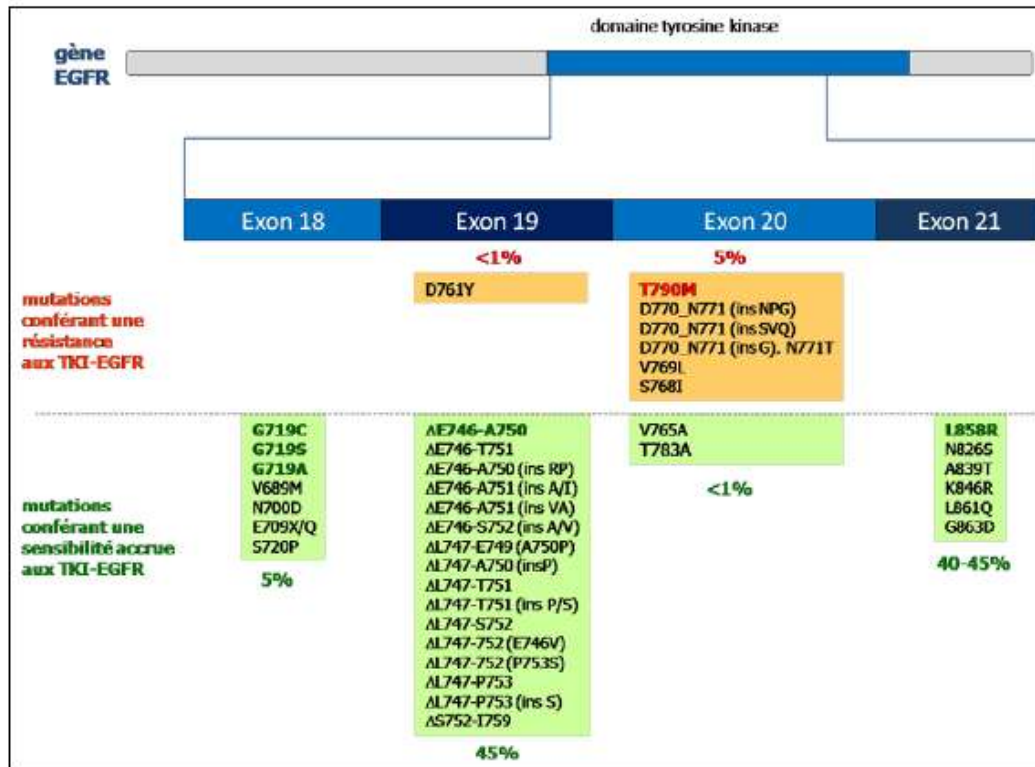 domaine tyrosine kinase
gène
EGFR
Exon 18
Exon 19
Exon 20
Exon 21
<1%
5%
mutations
conférant une
résistance
aux TKI-EGFR
D761Y
T790M
D770_N771 (ins NPG)
D770_N771 (ins SVQ)
D770_N771 (ins G). N771T
V769L
S768I
mutations
conférant une
sensibilité accrue
aux TKI-EGFR
G719C
G719S
G719A
V689M
N700D
E709X/Q
S720P
5%
ΔE746-A750
ΔE746-T751
ΔE746-A750 (ins RP)
ΔE746-A751 (ins A/I)
ΔE746-A751 (ins VA)
ΔE746-S752 (ins A/V)
ΔL747-E749 (A750P)
ΔL747-A750 (insP)
ΔL747-T751
ΔL747-T751 (ins P/S)
ΔL747-S752
ΔL747-752 (E746V)
ΔL747-752 (P753S)
ΔL747-P753
ΔL747-P753 (ins S)
ΔS752-I759
45%
V765A
T783A
<1%
L858R
N826S
A839T
K846R
L861Q
G863D
40-45%